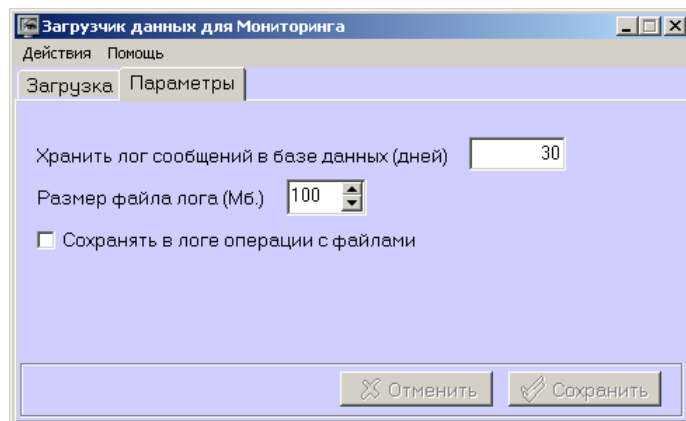 Загрузчик данных для Мониторинга
Действия Помощь
Загрузка Параметры
Хранить лог сообщений в базе данных (дней) 30
Размер файла лога (Мб.) 100
Сохранять в логе операции с файлами
Отменить Сохранить